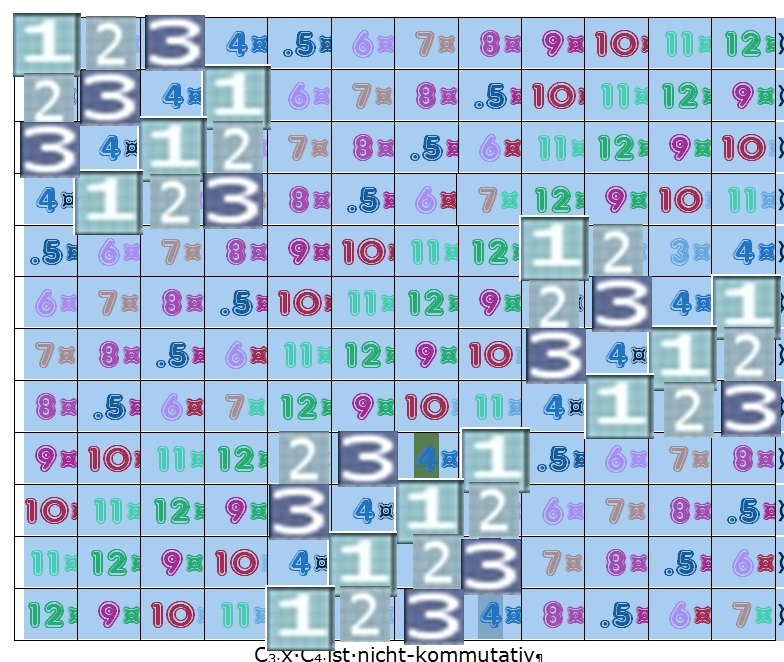 1 2 3 4 .5 6 7 8 9 10 11 12
2 3 4 1 6 7 8 .5 10 11 12 9
3 4 1 2 7 8 .5 6 11 12 9 10
4 1 2 3 8 .5 6 7 12 9 10 11
.5 6 7 8 9 10 11 12 1 2 3 4
6 7 8 .5 10 11 12 9 2 3 4 1
7 8 .5 6 11 12 9 10 3 4 1 2
8 .5 6 7 12 9 10 11 4 1 2 3
9 10 11 12 2 3 4 1 .5 6 7 8
10 11 12 9 3 4 1 2 6 7 8 .5
11 12 9 10 4 1 2 3 7 8 .5 6
12 9 10 11 1 2 3 4 8 .5 6 7
C₃·x·C₄·ist·nicht-kommutativ¶